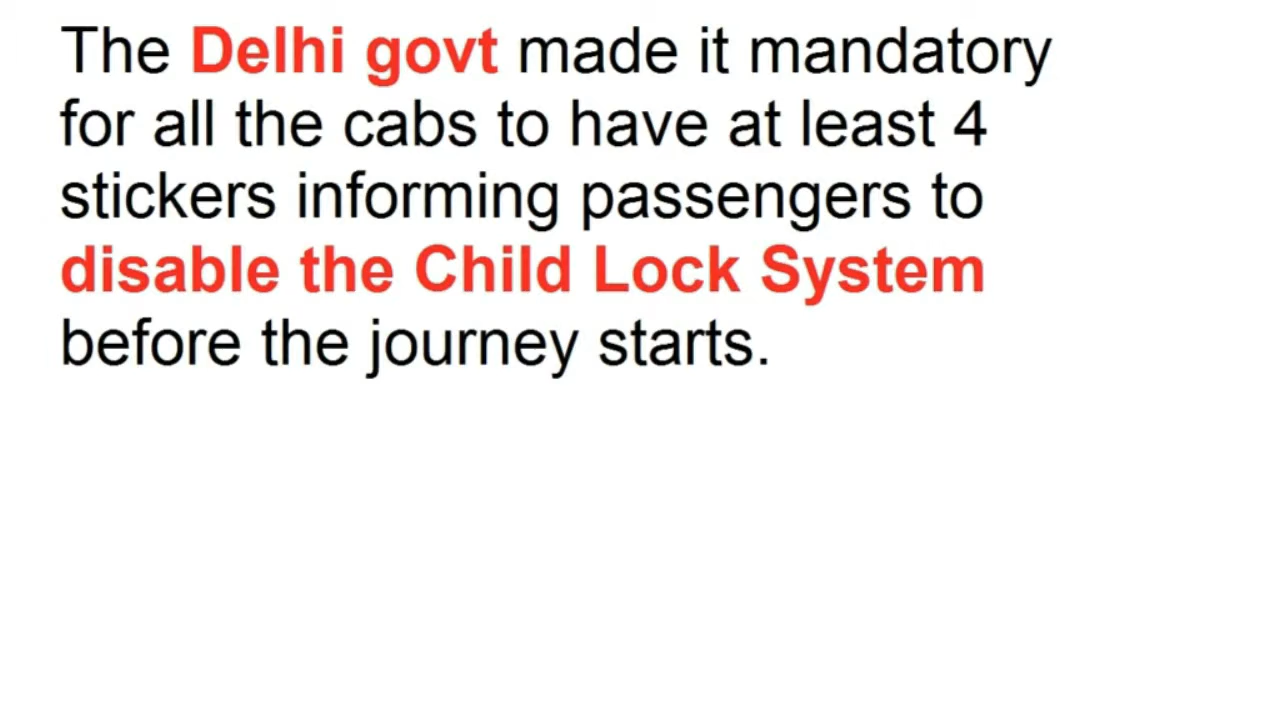 The Delhi govt made it mandatory
for all the cabs to have at least 4
stickers informing passengers to
disable the Child Lock System
before the journey starts.